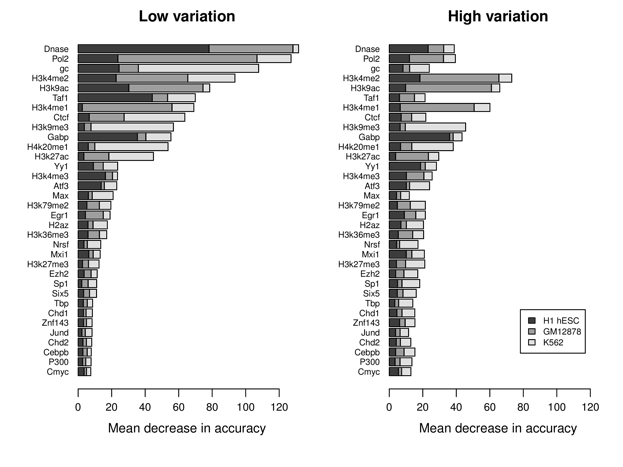 Low variation
Dnase
Pol2
gc
H3k4me2
H3k9ac
Taf1
H3k4me1
Ctcf
H3k9me3
Gabp
H4k20me1
H3k27ac
Yy1
H3k4me3
Atf3
Max
H3k79me2
Egr1
H2az
H3k36me3
Nrsf
Mxi1
H3k27me3
Ezh2
Sp1
Six5
Tbp
Chd1
Znf143
Jund
Chd2
Cebpb
P300
Cmyc
0 20 40 60 80 100 120
Mean decrease in accuracy
High variation
Dnase
Pol2
gc
H3k4me2
H3k9ac
Taf1
H3k4me1
Ctcf
H3k9me3
Gabp
H4k20me1
H3k27ac
Yy1
H3k4me3
Atf3
Max
H3k79me2
Egr1
H2az
H3k36me3
Nrsf
Mxi1
H3k27me3
Ezh2
Sp1
Six5
Tbp
Chd1
Znf143
Jund
Chd2
Cebpb
P300
Cmyc
H1 hESC
GM12878
K562
0 20 40 60 80 100 120
Mean decrease in accuracy